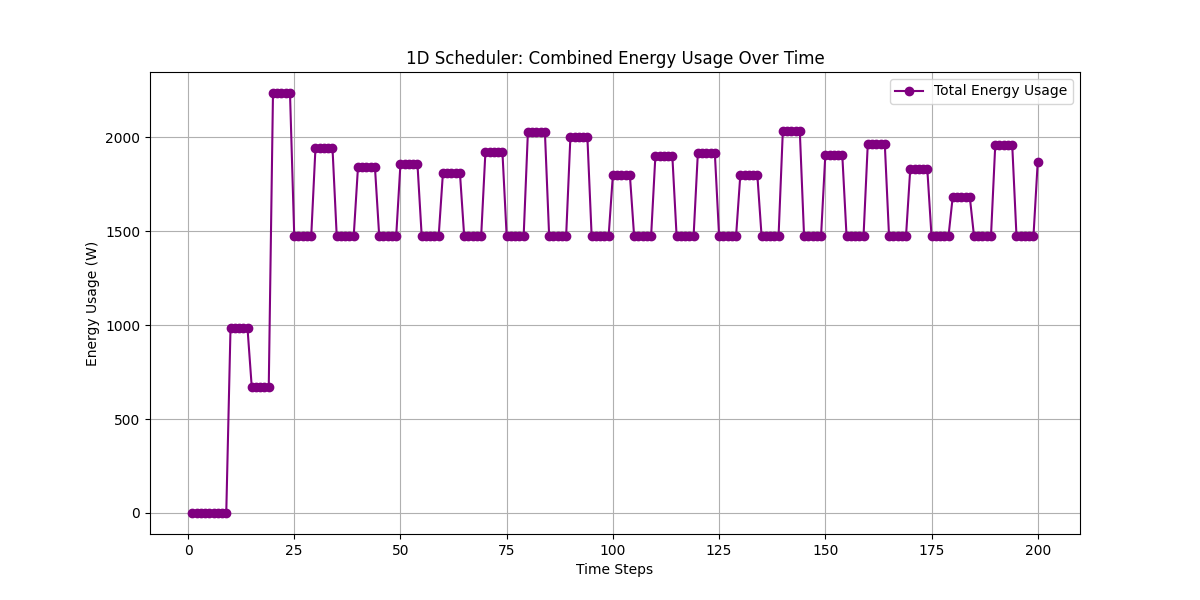 1D Scheduler: Combined Energy Usage Over Time
Total Energy Usage
Energy Usage (W)
2000
1500
1000
500
0
0 25 50 75 100 125 150 175 200
Time Steps